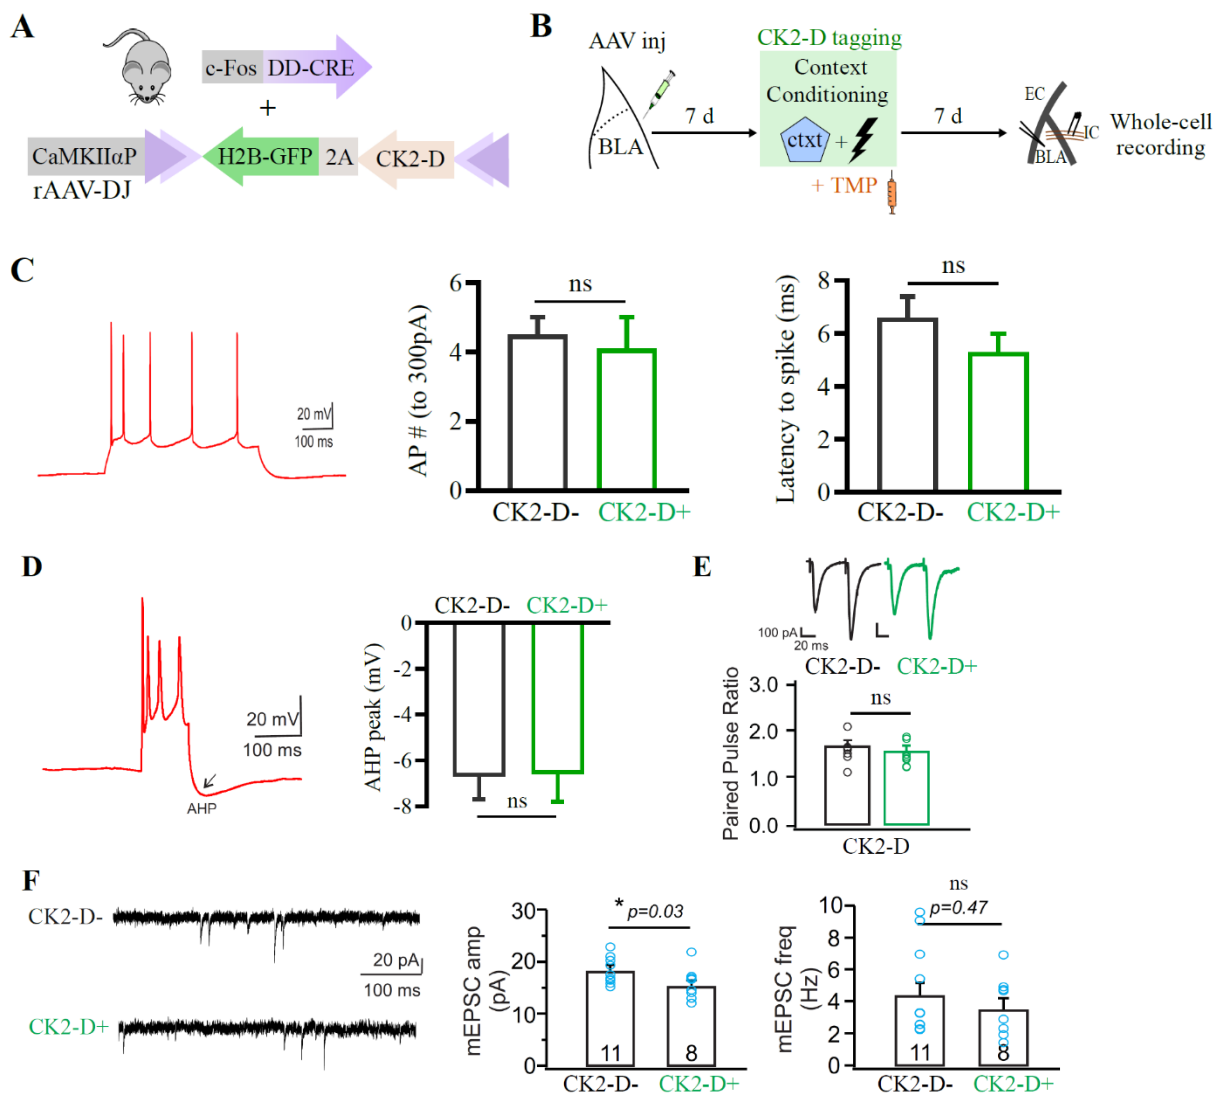 A
c-Fos DD-CRE
+
CaMKIIαP H2B-GFP 2A CK2-D
rAAV-DJ
B
AAV inj
BLA
7 d
CK2-D tagging
Context
Conditioning
ctxt +
+ TMP
7 d
EC
IC
BLA
Whole-cell
recording
C
20 mV
100 ms
AP # (to 300pA)
6
4
2
0
ns
CK2-D- CK2-D+
Latency to spike (ms)
8
6
4
2
0
ns
CK2-D- CK2-D+
D
20 mV
100 ms
AHP
CK2-D- CK2-D+
AHP peak (mV)
0
-2
-4
-6
-8
ns
E
100 pA
20 ms
CK2-D- CK2-D+
Paired Pulse Ratio
3.0
2.0
1.0
0.0
ns
CK2-D
F
CK2-D-
20 pA
100 ms
CK2-D+
mEPSC amp
(pA)
30
20
10
0
* p=0.03
11 8
CK2-D- CK2-D+
mEPSC freq
(Hz)
10
8
6
4
2
0
ns
p=0.47
11 8
CK2-D- CK2-D+